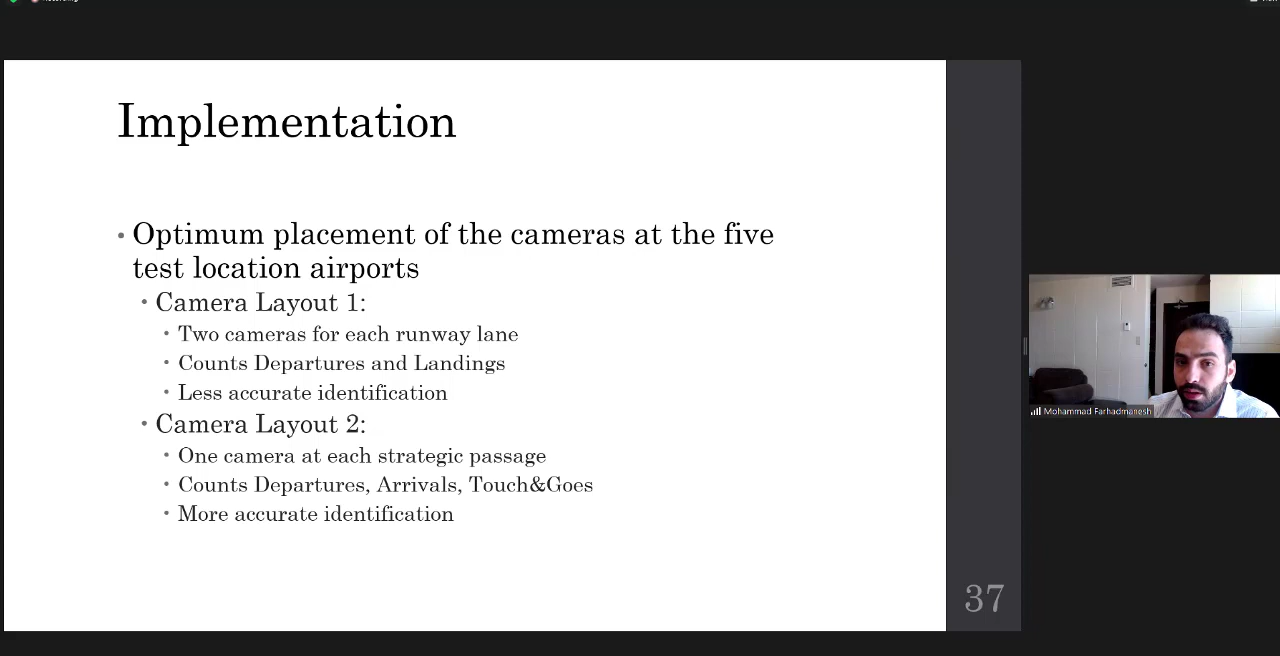 Implementation
• Optimum placement of the cameras at the five
test location airports
• Camera Layout 1:
• Two cameras for each runway lane
• Counts Departures and Landings
• Less accurate identification
• Camera Layout 2:
• One camera at each strategic passage
• Counts Departures, Arrivals, Touch&Goes
• More accurate identification
37
Mohammad Farhadmanesh